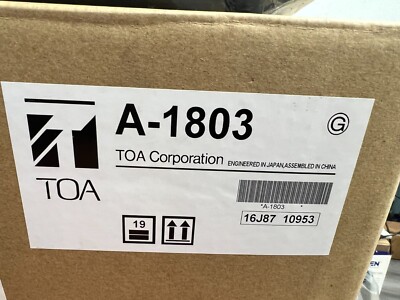 A-1803
G
TOA Corporation ENGINEERED IN JAPAN,ASSEMBLED IN CHINA
TOA
*A-1803
16J87 10953
19